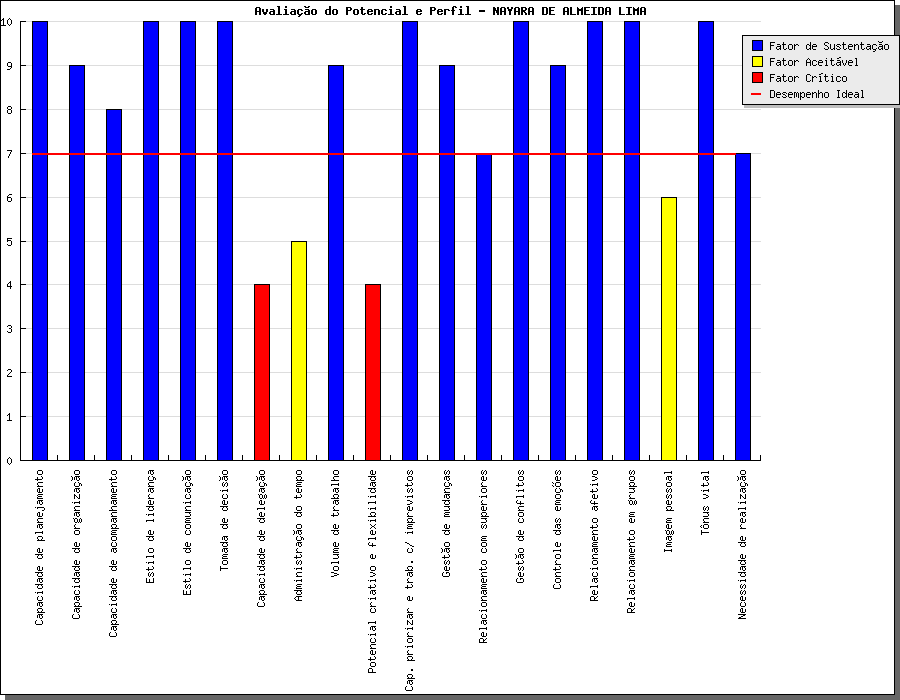 Avaliação do Potencial e Perfil - NAYARA DE ALMEIDA LIMA
Fator de Sustentação
Fator Aceitável
Fator Crítico
Desempenho Ideal
10
9
8
7
6
5
4
3
2
1
0
Capacidade de planejamento
Capacidade de organização
Capacidade de acompanhamento
Estilo de liderança
Estilo de comunicação
Tomada de decisão
Capacidade de delegação
Administração do tempo
Volume de trabalho
Potencial criativo e flexibilidade
Cap. priorizar e trab. c/ imprevistos
Gestão de mudanças
Relacionamento com superiores
Gestão de conflitos
Controle das emoções
Relacionamento afetivo
Relacionamento em grupos
Imagem pessoal
Tônus vital
Necessidade de realização